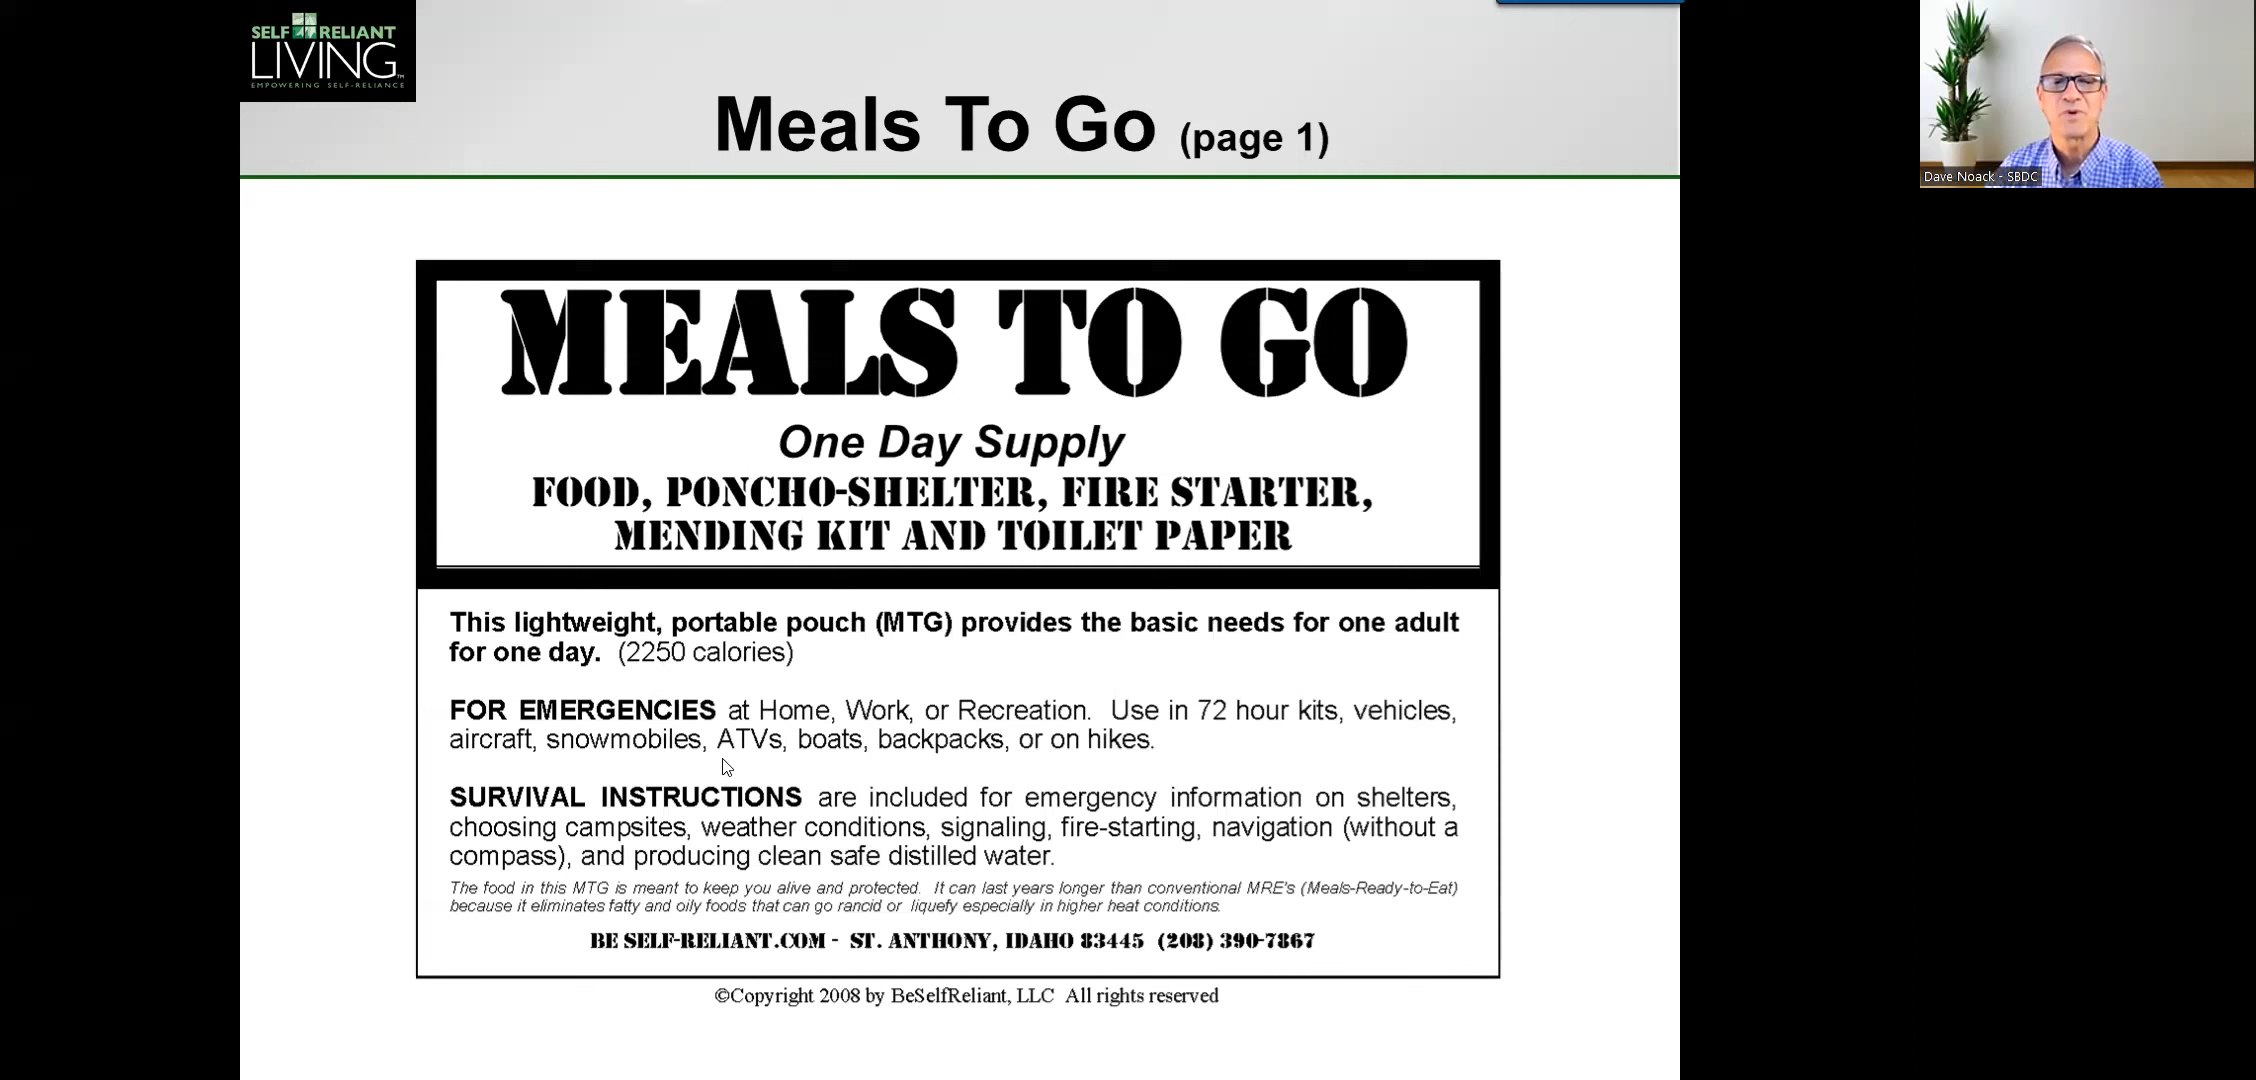 SELF RELIANT
LIVING™
EMPOWERING SELF-RELIANCE
Meals To Go (page 1)
Dave Noack - SBDC
MEALS TO GO
One Day Supply
FOOD, PONCHO-SHELTER, FIRE STARTER,
MENDING KIT AND TOILET PAPER
This lightweight, portable pouch (MTG) provides the basic needs for one adult
for one day. (2250 calories)
FOR EMERGENCIES at Home, Work, or Recreation. Use in 72 hour kits, vehicles,
aircraft, snowmobiles, ATVs, boats, backpacks, or on hikes.
SURVIVAL INSTRUCTIONS are included for emergency information on shelters,
choosing campsites, weather conditions, signaling, fire-starting, navigation (without a
compass), and producing clean safe distilled water.
The food in this MTG is meant to keep you alive and protected. It can last years longer than conventional MRE's (Meals-Ready-to-Eat)
because it eliminates fatty and oily foods that can go rancid or liquefy especially in higher heat conditions.
BE SELF-RELIANT.COM - ST. ANTHONY, IDAHO 83445 (208) 390-7867
©Copyright 2008 by BeSelfReliant, LLC All rights reserved